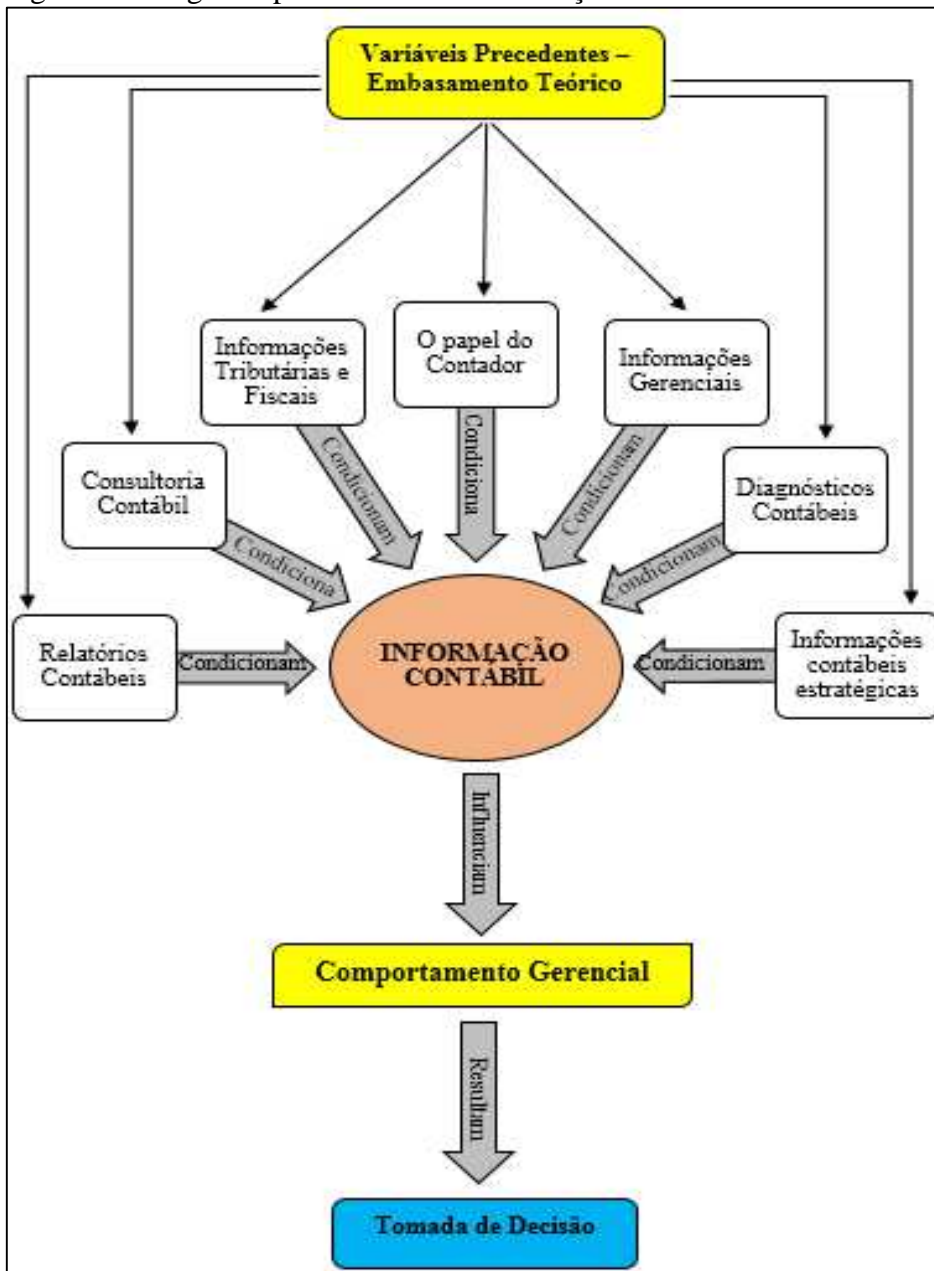 Variáveis Precedentes –
Embasamento Teórico
Informações
Tributárias e
Fiscais
O papel do
Contador
Informações
Gerenciais
Consultoria
Contábil
Diagnósticos
Contábeis
Relatórios
Contábeis
Informações
contábeis
estratégicas
Condicionam
Condiciona
Condicionam
Condiciona
Condicionam
Condicionam
Condicionam
INFORMAÇÃO
CONTÁBIL
Influenciam
Comportamento Gerencial
Resultam
Tomada de Decisão